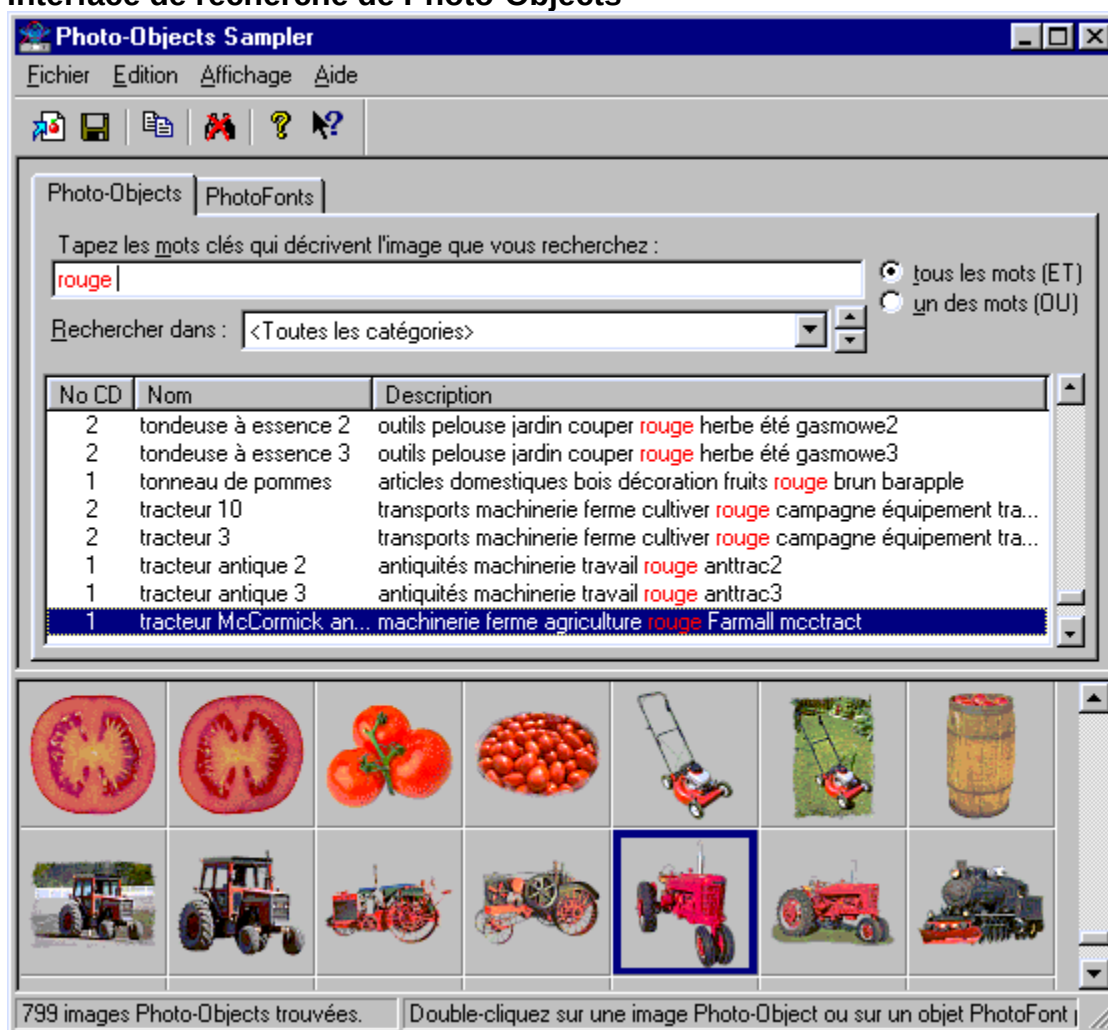 Interface de recherche de Photo-Objects
Photo-Objects Sampler
Fichier Edition Affichage Aide
Photo-Objects PhotoFonts
Tapez les mots clés qui décrivent l'image que vous recherchez :
rouge
tous les mots (ET)
un des mots (OU)
Rechercher dans : <Toutes les catégories>
No CD Nom Description
2 tondeuse à essence 2 outils pelouse jardin couper rouge herbe été gasmowe2
2 tondeuse à essence 3 outils pelouse jardin couper rouge herbe été gasmowe3
1 tonneau de pommes articles domestiques bois décoration fruits rouge brun barapple
2 tracteur 10 transports machinerie ferme cultiver rouge campagne équipement tra...
2 tracteur 3 transports machinerie ferme cultiver rouge campagne équipement tra...
1 tracteur antique 2 antiquités machinerie travail rouge anttrac2
1 tracteur antique 3 antiquités machinerie travail rouge anttrac3
1 tracteur McCormick an... machinerie ferme agriculture rouge Farmall mcctract
799 images Photo-Objects trouvées. Double-cliquez sur une image Photo-Object ou sur un objet PhotoFont